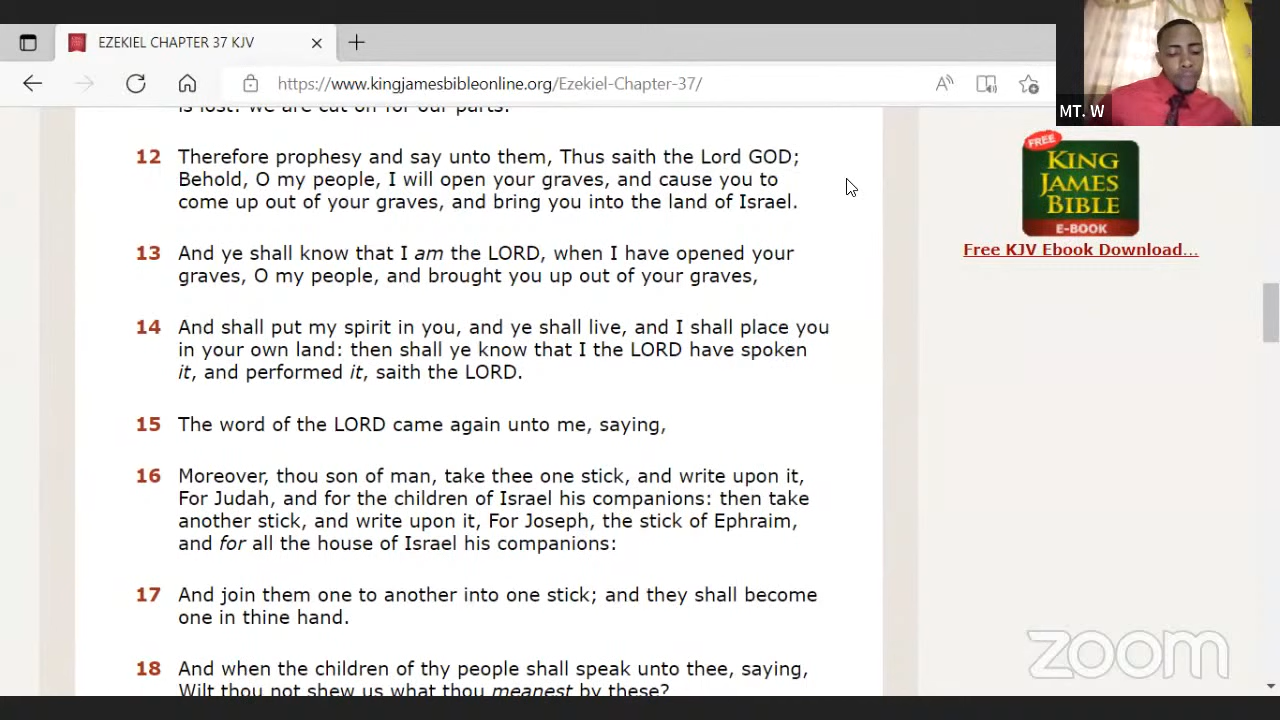 EZEKIEL CHAPTER 37 KJV
https://www.kingjamesbibleonline.org/Ezekiel-Chapter-37/
MT. W
is lost: we are cut off for our parts.
12 Therefore prophesy and say unto them, Thus saith the Lord GOD;
Behold, O my people, I will open your graves, and cause you to
come up out of your graves, and bring you into the land of Israel.
13 And ye shall know that I am the LORD, when I have opened your
graves, O my people, and brought you up out of your graves,
14 And shall put my spirit in you, and ye shall live, and I shall place you
in your own land: then shall ye know that I the LORD have spoken
it, and performed it, saith the LORD.
15 The word of the LORD came again unto me, saying,
16 Moreover, thou son of man, take thee one stick, and write upon it,
For Judah, and for the children of Israel his companions: then take
another stick, and write upon it, For Joseph, the stick of Ephraim,
and for all the house of Israel his companions:
17 And join them one to another into one stick; and they shall become
one in thine hand.
18 And when the children of thy people shall speak unto thee, saying,
Wilt thou not shew us what thou meanest by these?
FREE
KING
JAMES
BIBLE
E-BOOK
Free KJV Ebook Download...
zoom